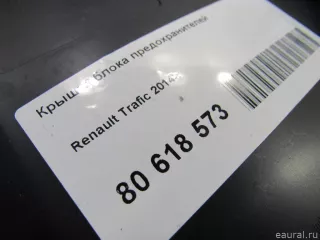 Крышка блока предохранителей
Renault Trafic 2014>
80 618 573
eaural.ru